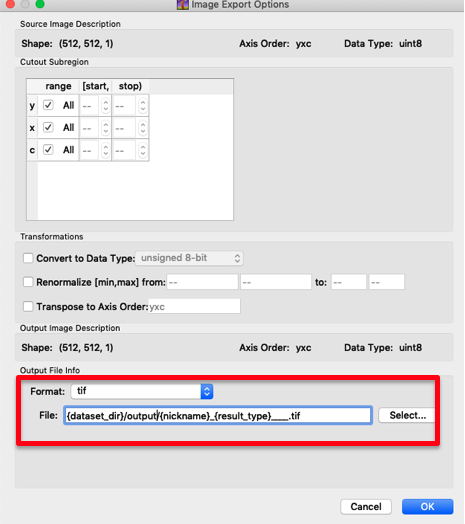 Image Export Options
Source Image Description
Shape: (512, 512, 1) Axis Order: yxc Data Type: uint8
Cutout Subregion
range [start, stop)
y All -- --
x All -- --
c All -- --
Transformations
Convert to Data Type: unsigned 8-bit
Renormalize [min,max] from: -- -- to: -- --
Transpose to Axis Order: yxc
Output Image Description
Shape: (512, 512, 1) Axis Order: yxc Data Type: uint8
Output File Info
Format: tif
File: {dataset_dir}/output/{nickname}_{result_type}____.tif Select...
Cancel OK